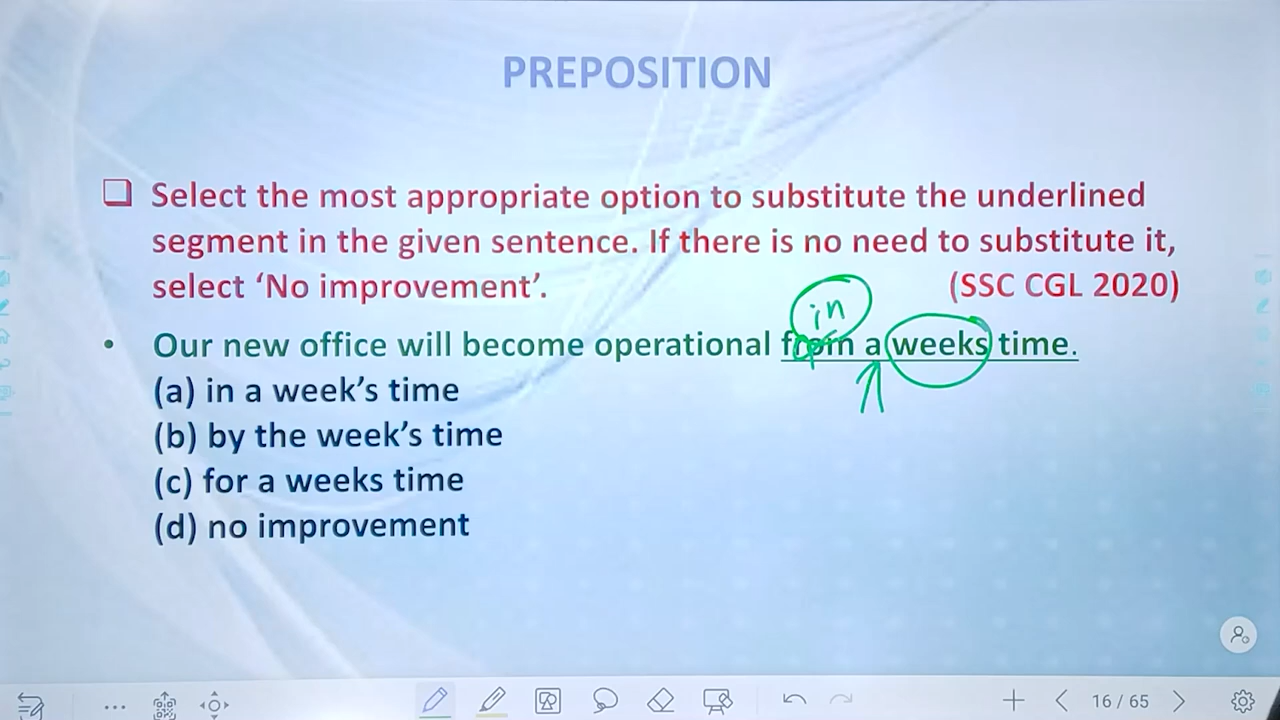 PREPOSITION
Select the most appropriate option to substitute the underlined
segment in the given sentence. If there is no need to substitute it,
select ‘No improvement’. (SSC CGL 2020)
in
• Our new office will become operational from a weeks time.
(a) in a week’s time
(b) by the week’s time
(c) for a weeks time
(d) no improvement
16 / 65